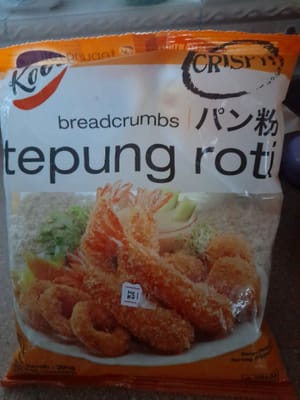 Kobe
CRISPY
breadcrumbs | パン粉
tepung roti